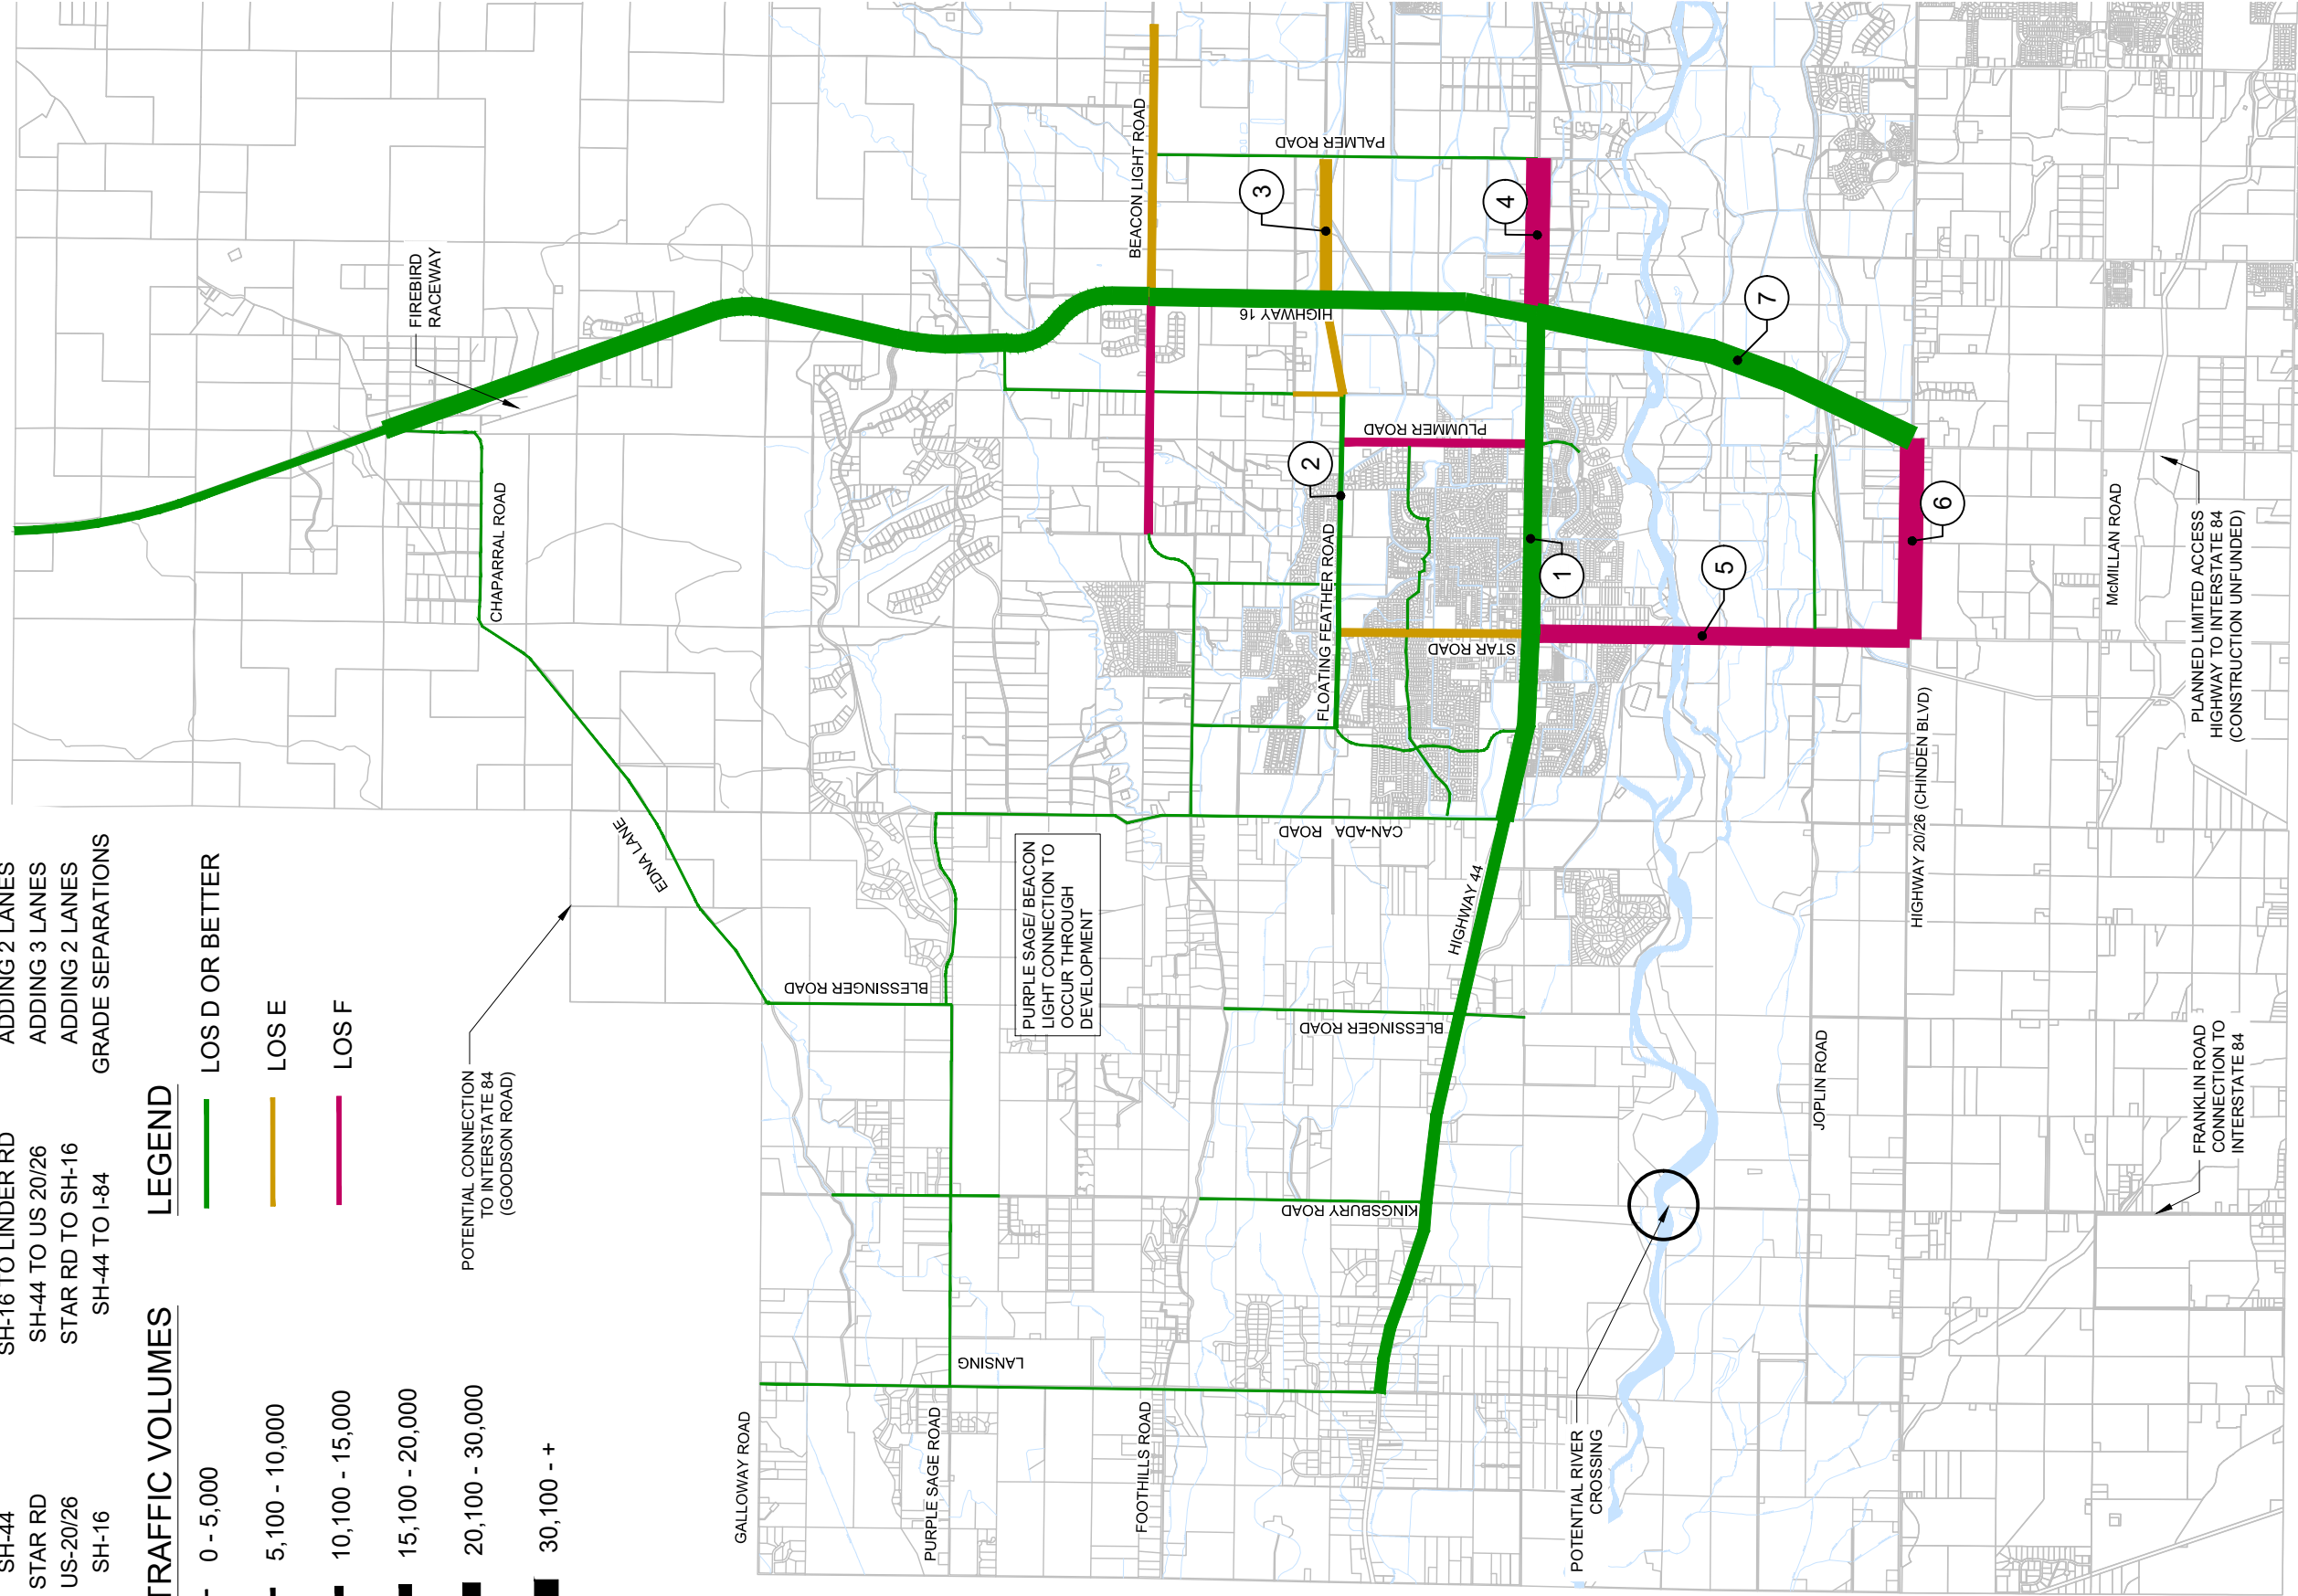 SH-44 SH-16 TO LINDER RD ADDING 2 LANES
STAR RD SH-44 TO US 20/26 ADDING 3 LANES
US-20/26 STAR RD TO SH-16 ADDING 2 LANES
SH-16 SH-44 TO I-84 GRADE SEPARATIONS
TRAFFIC VOLUMES
0 - 5,000
5,100 - 10,000
10,100 - 15,000
15,100 - 20,000
20,100 - 30,000
30,100 - +
LEGEND
LOS D OR BETTER
LOS E
LOS F
POTENTIAL CONNECTION
TO INTERSTATE 84
(GOODSON ROAD)
FIREBIRD
RACEWAY
CHAPARRAL ROAD
EDNA LANE
GALLOWAY ROAD
BLESSINGER ROAD
PURPLE SAGE ROAD
LANSING
PURPLE SAGE/ BEACON
LIGHT CONNECTION TO
OCCUR THROUGH
DEVELOPMENT
BEACON LIGHT ROAD
FOOTHILLS ROAD
PALMER ROAD
3
HIGHWAY 16
2
FLOATING FEATHER ROAD
CAN-ADA ROAD
BLESSINGER ROAD
KINGSBURY ROAD
PLUMMER ROAD
STAR ROAD
HIGHWAY 44
4
1
5
7
POTENTIAL RIVER
CROSSING
JOPLIN ROAD
6
HIGHWAY 20/26 (CHINDEN BLVD)
McMILLAN ROAD
PLANNED LIMITED ACCESS
HIGHWAY TO INTERSTATE 84
(CONSTRUCTION UNFUNDED)
FRANKLIN ROAD
CONNECTION TO
INTERSTATE 84